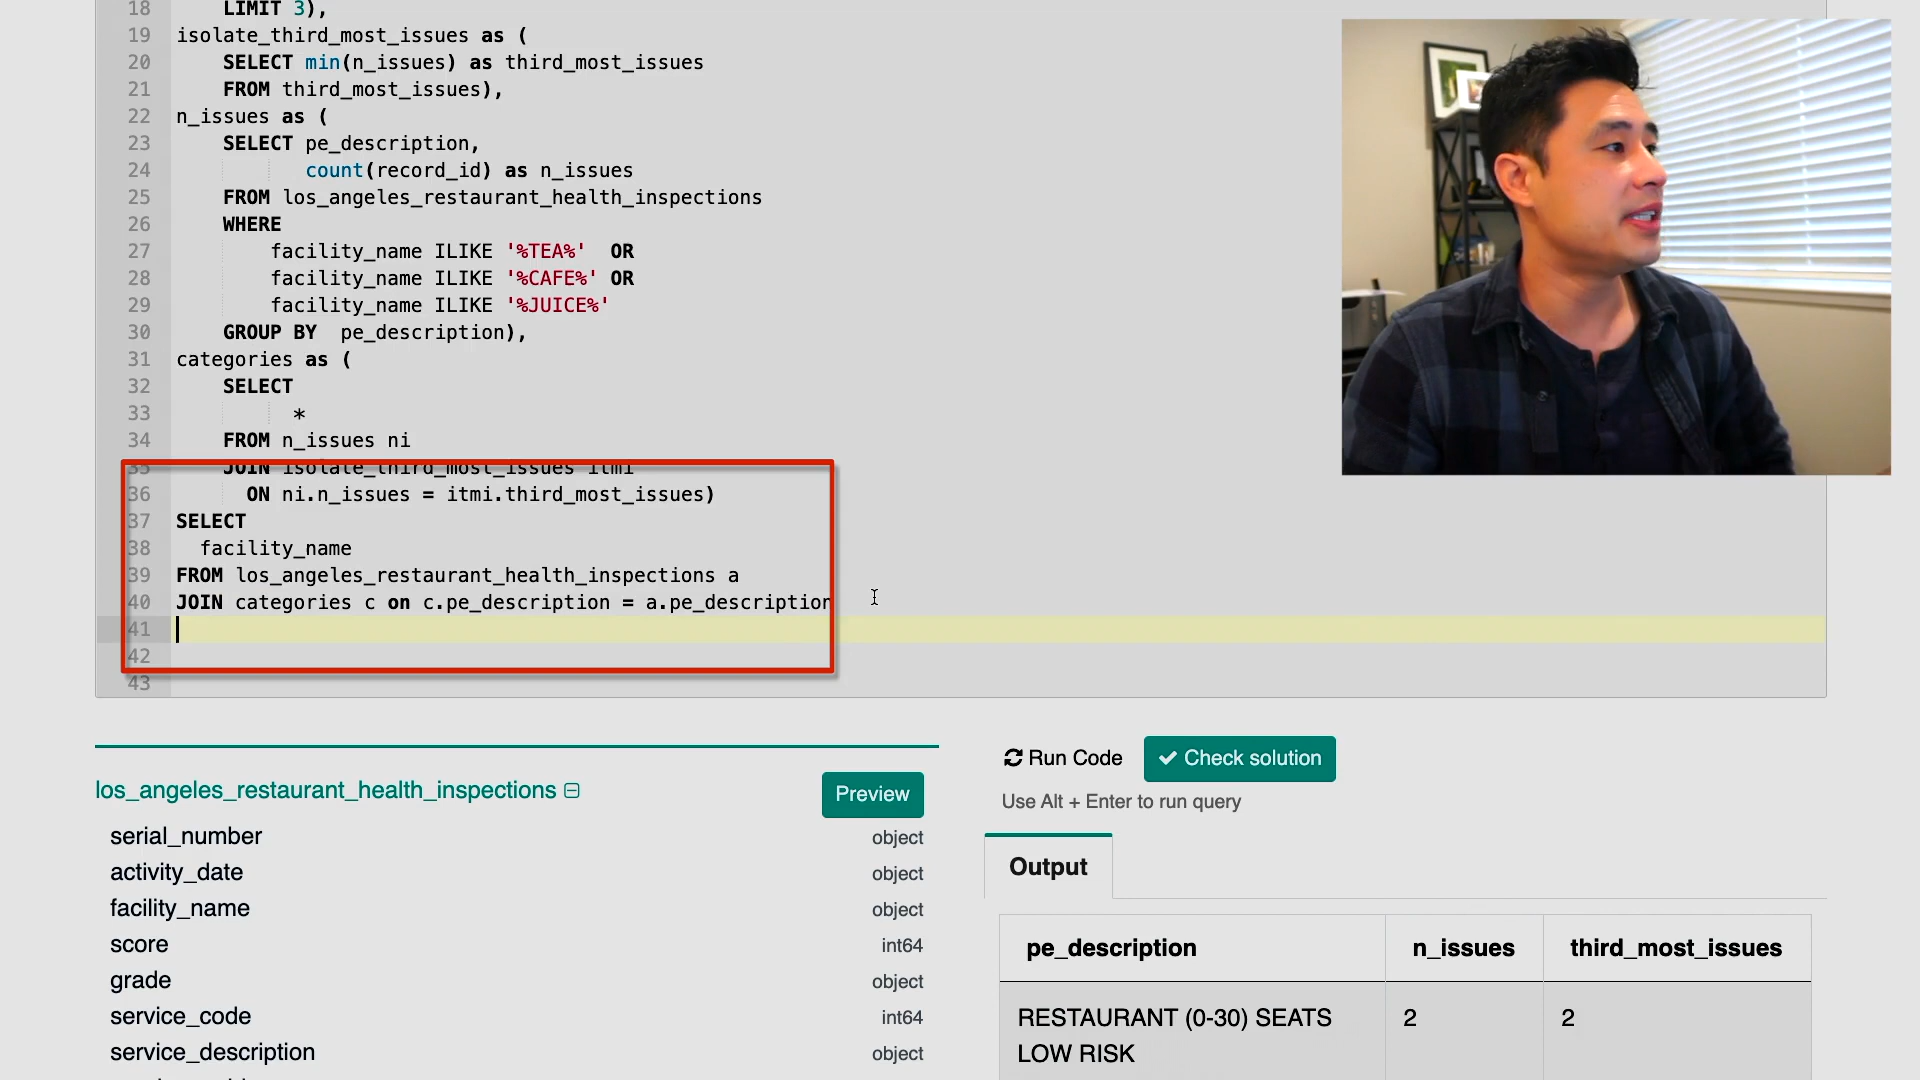 18 LIMIT 3),
19 isolate_third_most_issues as (
20 SELECT min(n_issues) as third_most_issues
21 FROM third_most_issues),
22 n_issues as (
23 SELECT pe_description,
24 count(record_id) as n_issues
25 FROM los_angeles_restaurant_health_inspections
26 WHERE
27 facility_name ILIKE '%TEA%' OR
28 facility_name ILIKE '%CAFE%' OR
29 facility_name ILIKE '%JUICE%'
30 GROUP BY pe_description),
31 categories as (
32 SELECT
33 *
34 FROM n_issues ni
35 JOIN isolate_third_most_issues itmi
36 ON ni.n_issues = itmi.third_most_issues)
37 SELECT
38 facility_name
39 FROM los_angeles_restaurant_health_inspections a
40 JOIN categories c on c.pe_description = a.pe_description
41
42
43
los_angeles_restaurant_health_inspections
Preview
serial_number object
activity_date object
facility_name object
score int64
grade object
service_code int64
service_description object
Run Code Check solution
Use Alt + Enter to run query
Output
pe_description n_issues third_most_issues
RESTAURANT (0-30) SEATS 2 2
LOW RISK